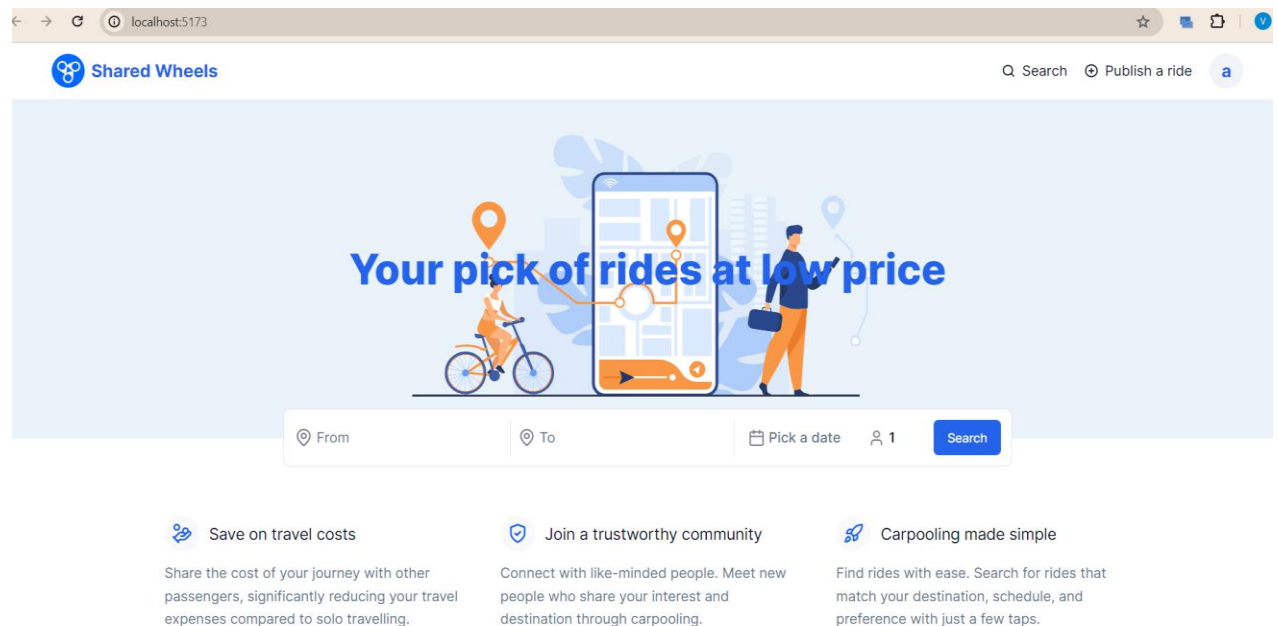 localhost:5173
V
Shared Wheels
Search
Publish a ride
a
Your pick of rides at low price
From
To
Pick a date
1
Search
Save on travel costs
Share the cost of your journey with other
passengers, significantly reducing your travel
expenses compared to solo travelling.
Join a trustworthy community
Connect with like-minded people. Meet new
people who share your interest and
destination through carpooling.
Carpooling made simple
Find rides with ease. Search for rides that
match your destination, schedule, and
preference with just a few taps.